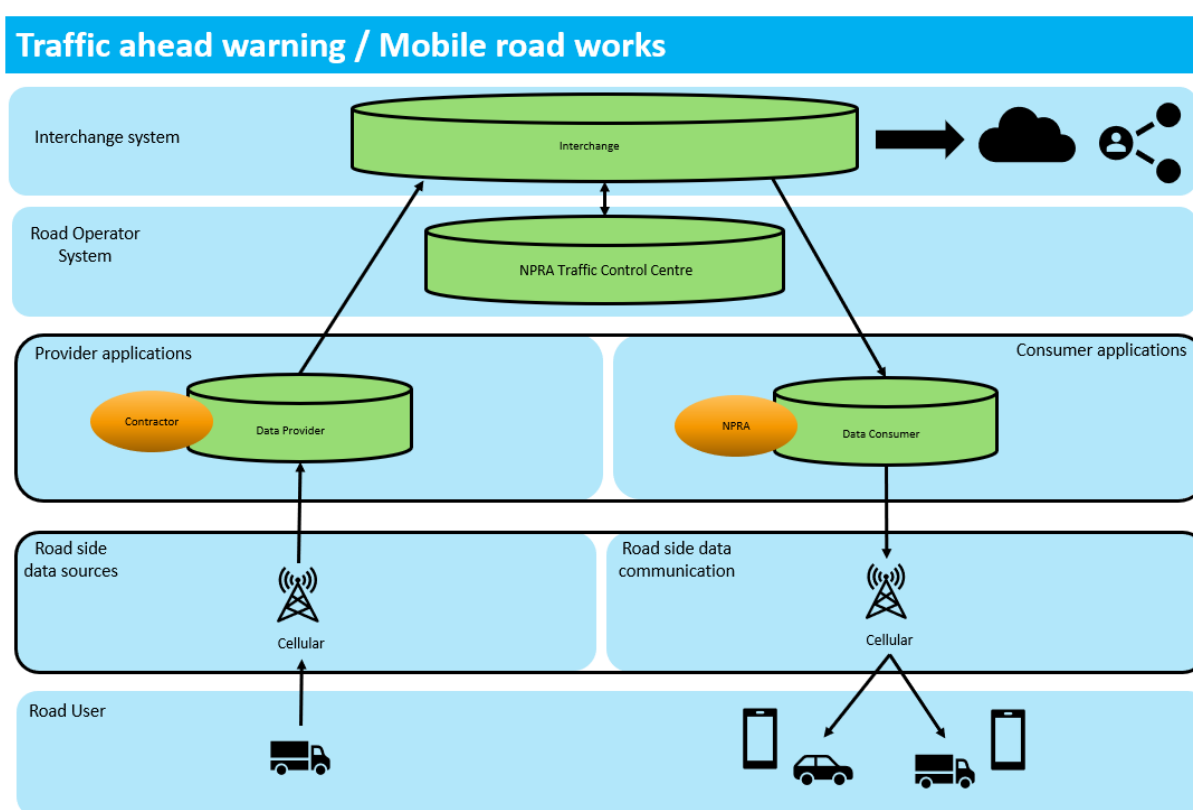 Traffic ahead warning / Mobile road works
Interchange system
Interchange
Road Operator
System
NPRA Traffic Control Centre
Provider applications
Consumer applications
Contractor
Data Provider
NPRA
Data Consumer
Road side
data sources
Road side data
communication
Cellular
Cellular
Road User